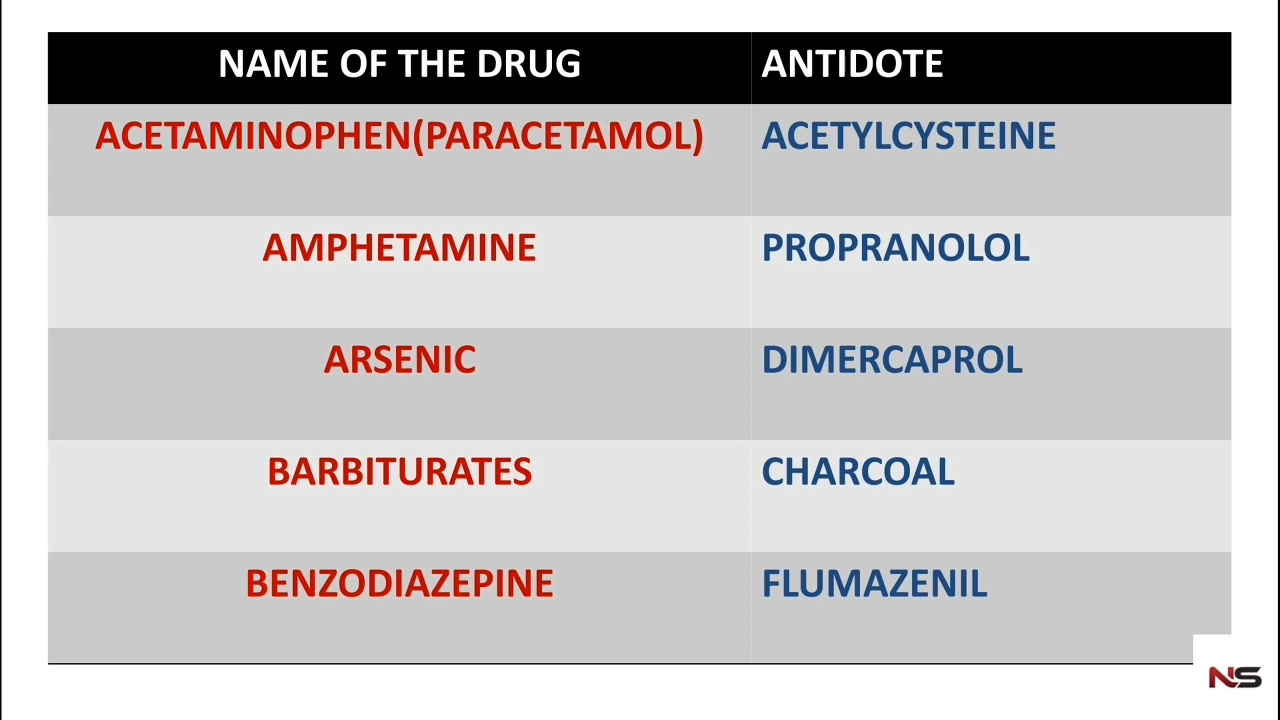 NAME OF THE DRUG ANTIDOTE
ACETAMINOPHEN(PARACETAMOL) ACETYLCYSTEINE
AMPHETAMINE PROPRANOLOL
ARSENIC DIMERCAPROL
BARBITURATES CHARCOAL
BENZODIAZEPINE FLUMAZENIL
NS